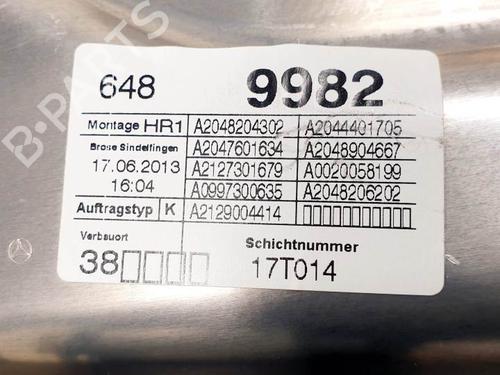 648 9982
Montage HR1 A2048204302 A2044401705
Brose Sindelfingen A2047601634 A2048904667
17.06.2013 A2127301679 A0020058199
16:04 A0997300635 A2048206202
Auftragstyp K A2129004414 □□□□□□□□□□□
Verbauort Schichtnummer
38□□□□ 17T014
B-PARTS